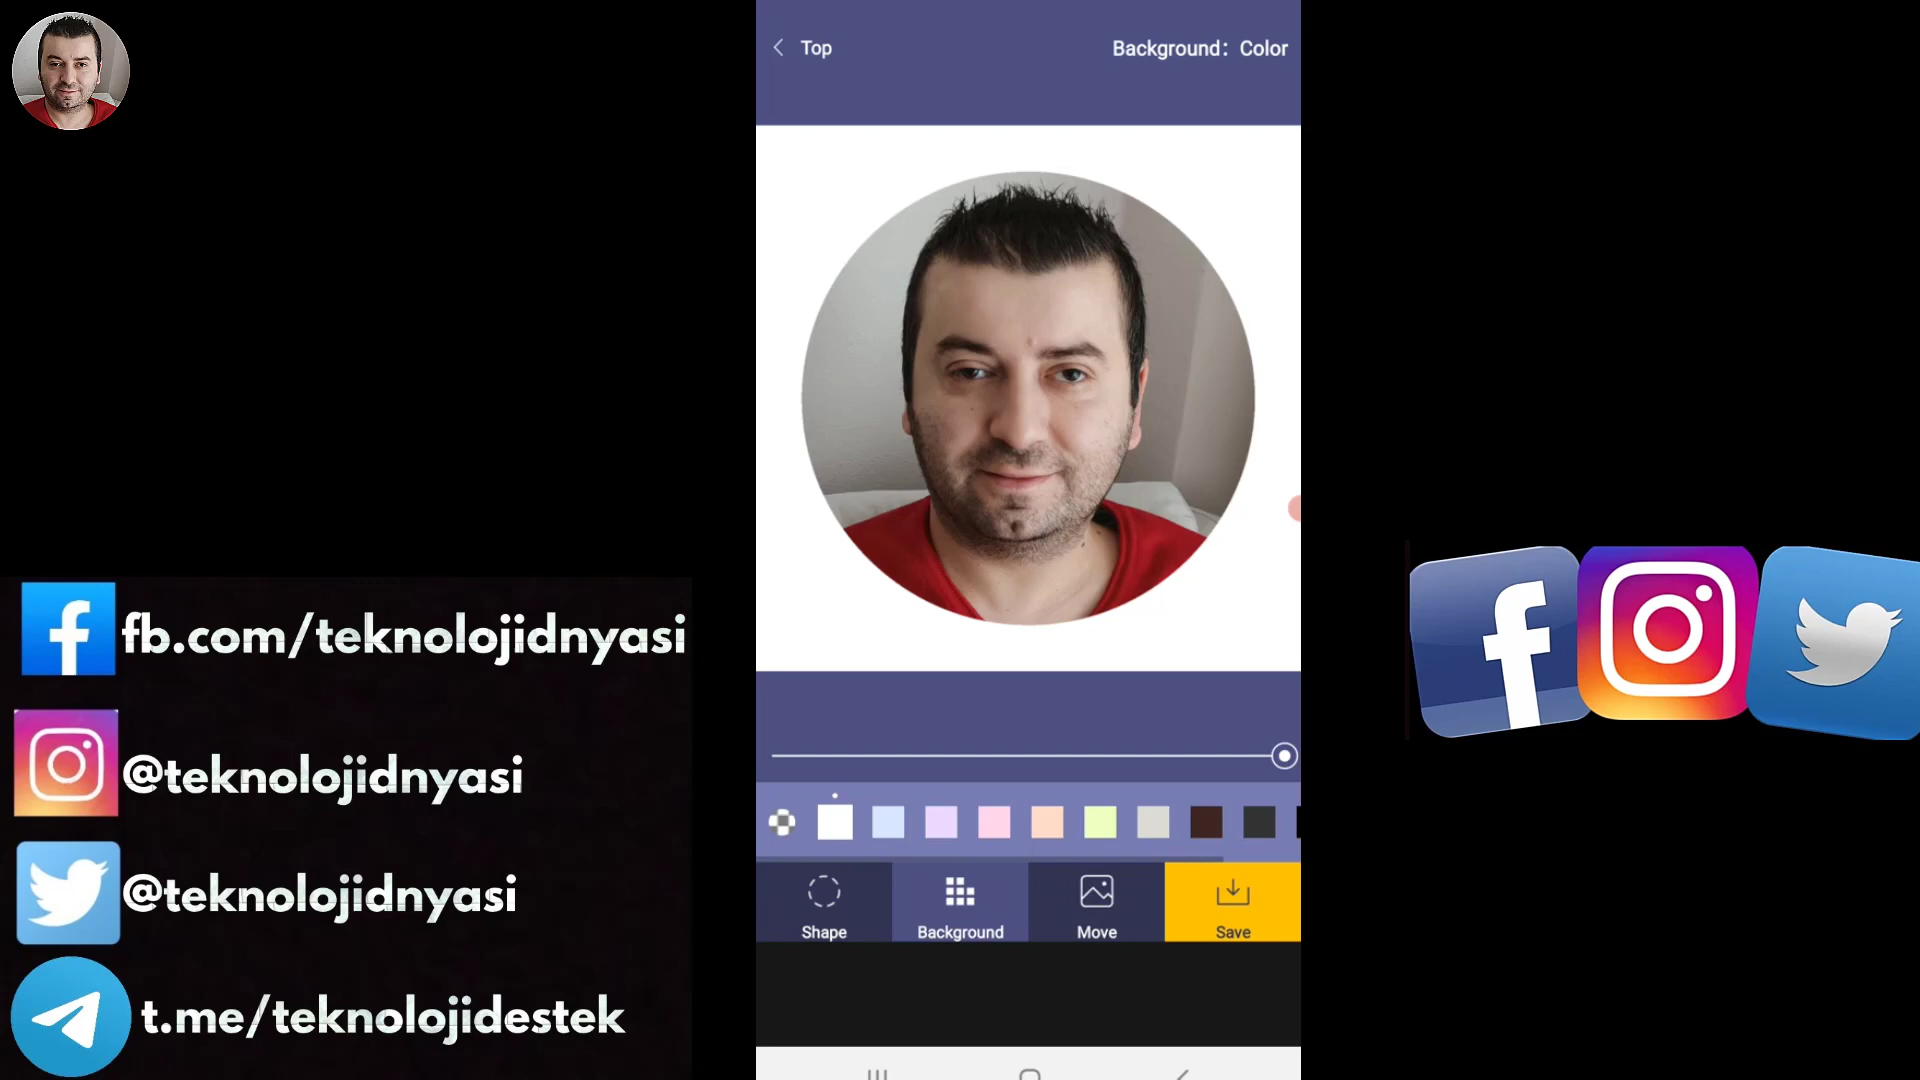 Top
Background: Color
fb.com/teknolojidnyasi
@teknolojidnyasi
@teknolojidnyasi
t.me/teknolojidestek
Shape
Background
Move
Save